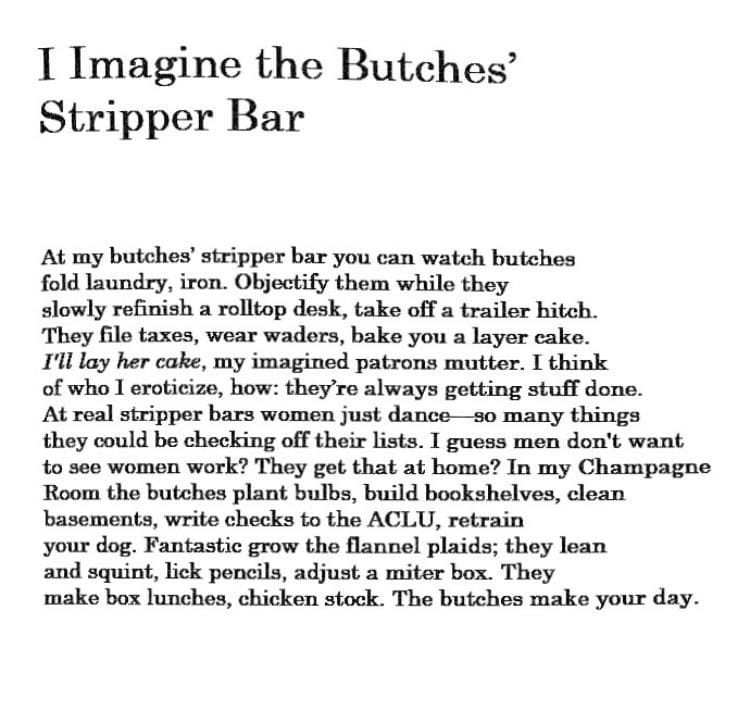 I Imagine the Butches’
Stripper Bar
At my butches’ stripper bar you can watch butches
fold laundry, iron. Objectify them while they
slowly refinish a rolltop desk, take off a trailer hitch.
They file taxes, wear waders, bake you a layer cake.
I'll lay her cake, my imagined patrons mutter. I think
of who I eroticize, how: they’re always getting stuff done.
At real stripper bars women just dance—so many things
they could be checking off their lists. I guess men don't want
to see women work? They get that at home? In my Champagne
Room the butches plant bulbs, build bookshelves, clean
basements, write checks to the ACLU, retrain
your dog. Fantastic grow the flannel plaids; they lean
and squint, lick pencils, adjust a miter box. They
make box lunches, chicken stock. The butches make your day.